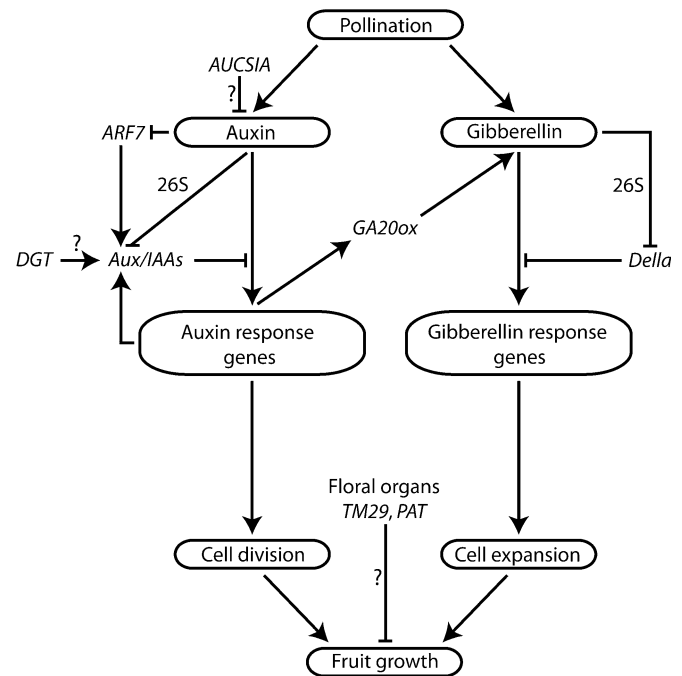 Pollination
AUCSIA
?
ARF7
Auxin
Gibberellin
26S
26S
GA20ox
?
DGT
Aux/IAAs
Della
Auxin response
genes
Gibberellin response
genes
Floral organs
TM29, PAT
Cell division
Cell expansion
?
Fruit growth